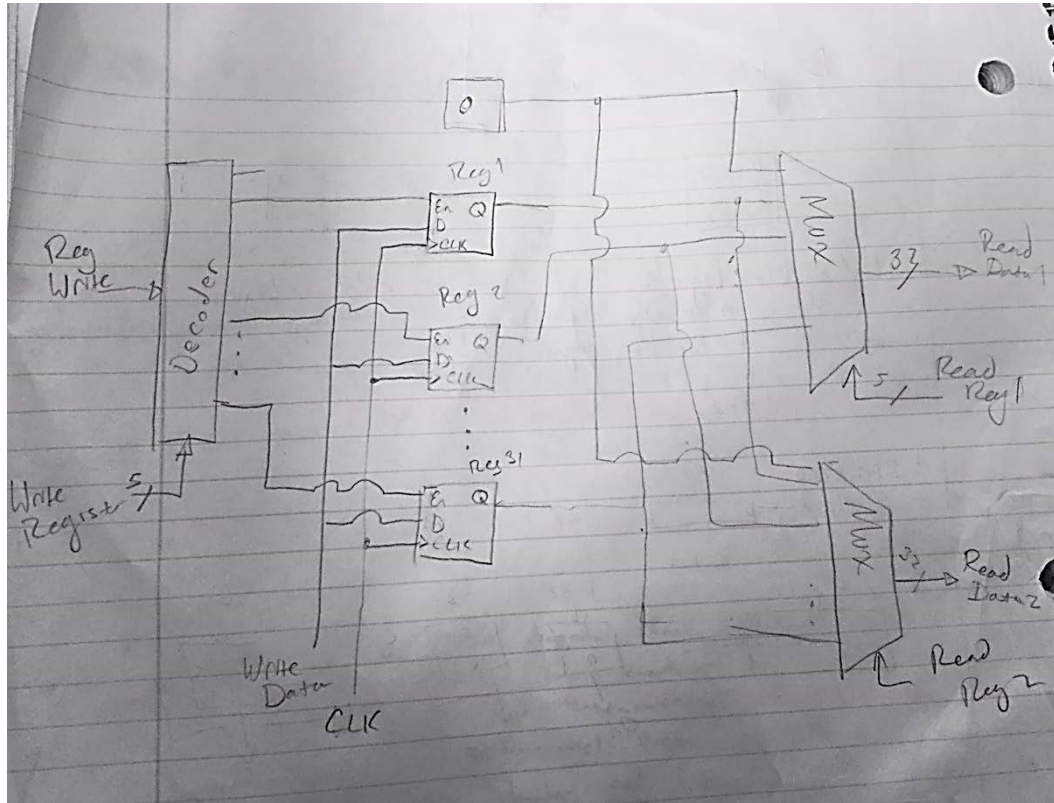 0
Reg 1
En Q
D
CLK
Reg
Write
Decoder
Reg 2
En Q
D
CLK
Reg 31
En Q
D
CLK
Write
Registr
5
Write
Data
CLK
Mux
32
Read
Data 1
5
Read
Reg 1
Mux
32
Read
Data 2
Read
Reg 2